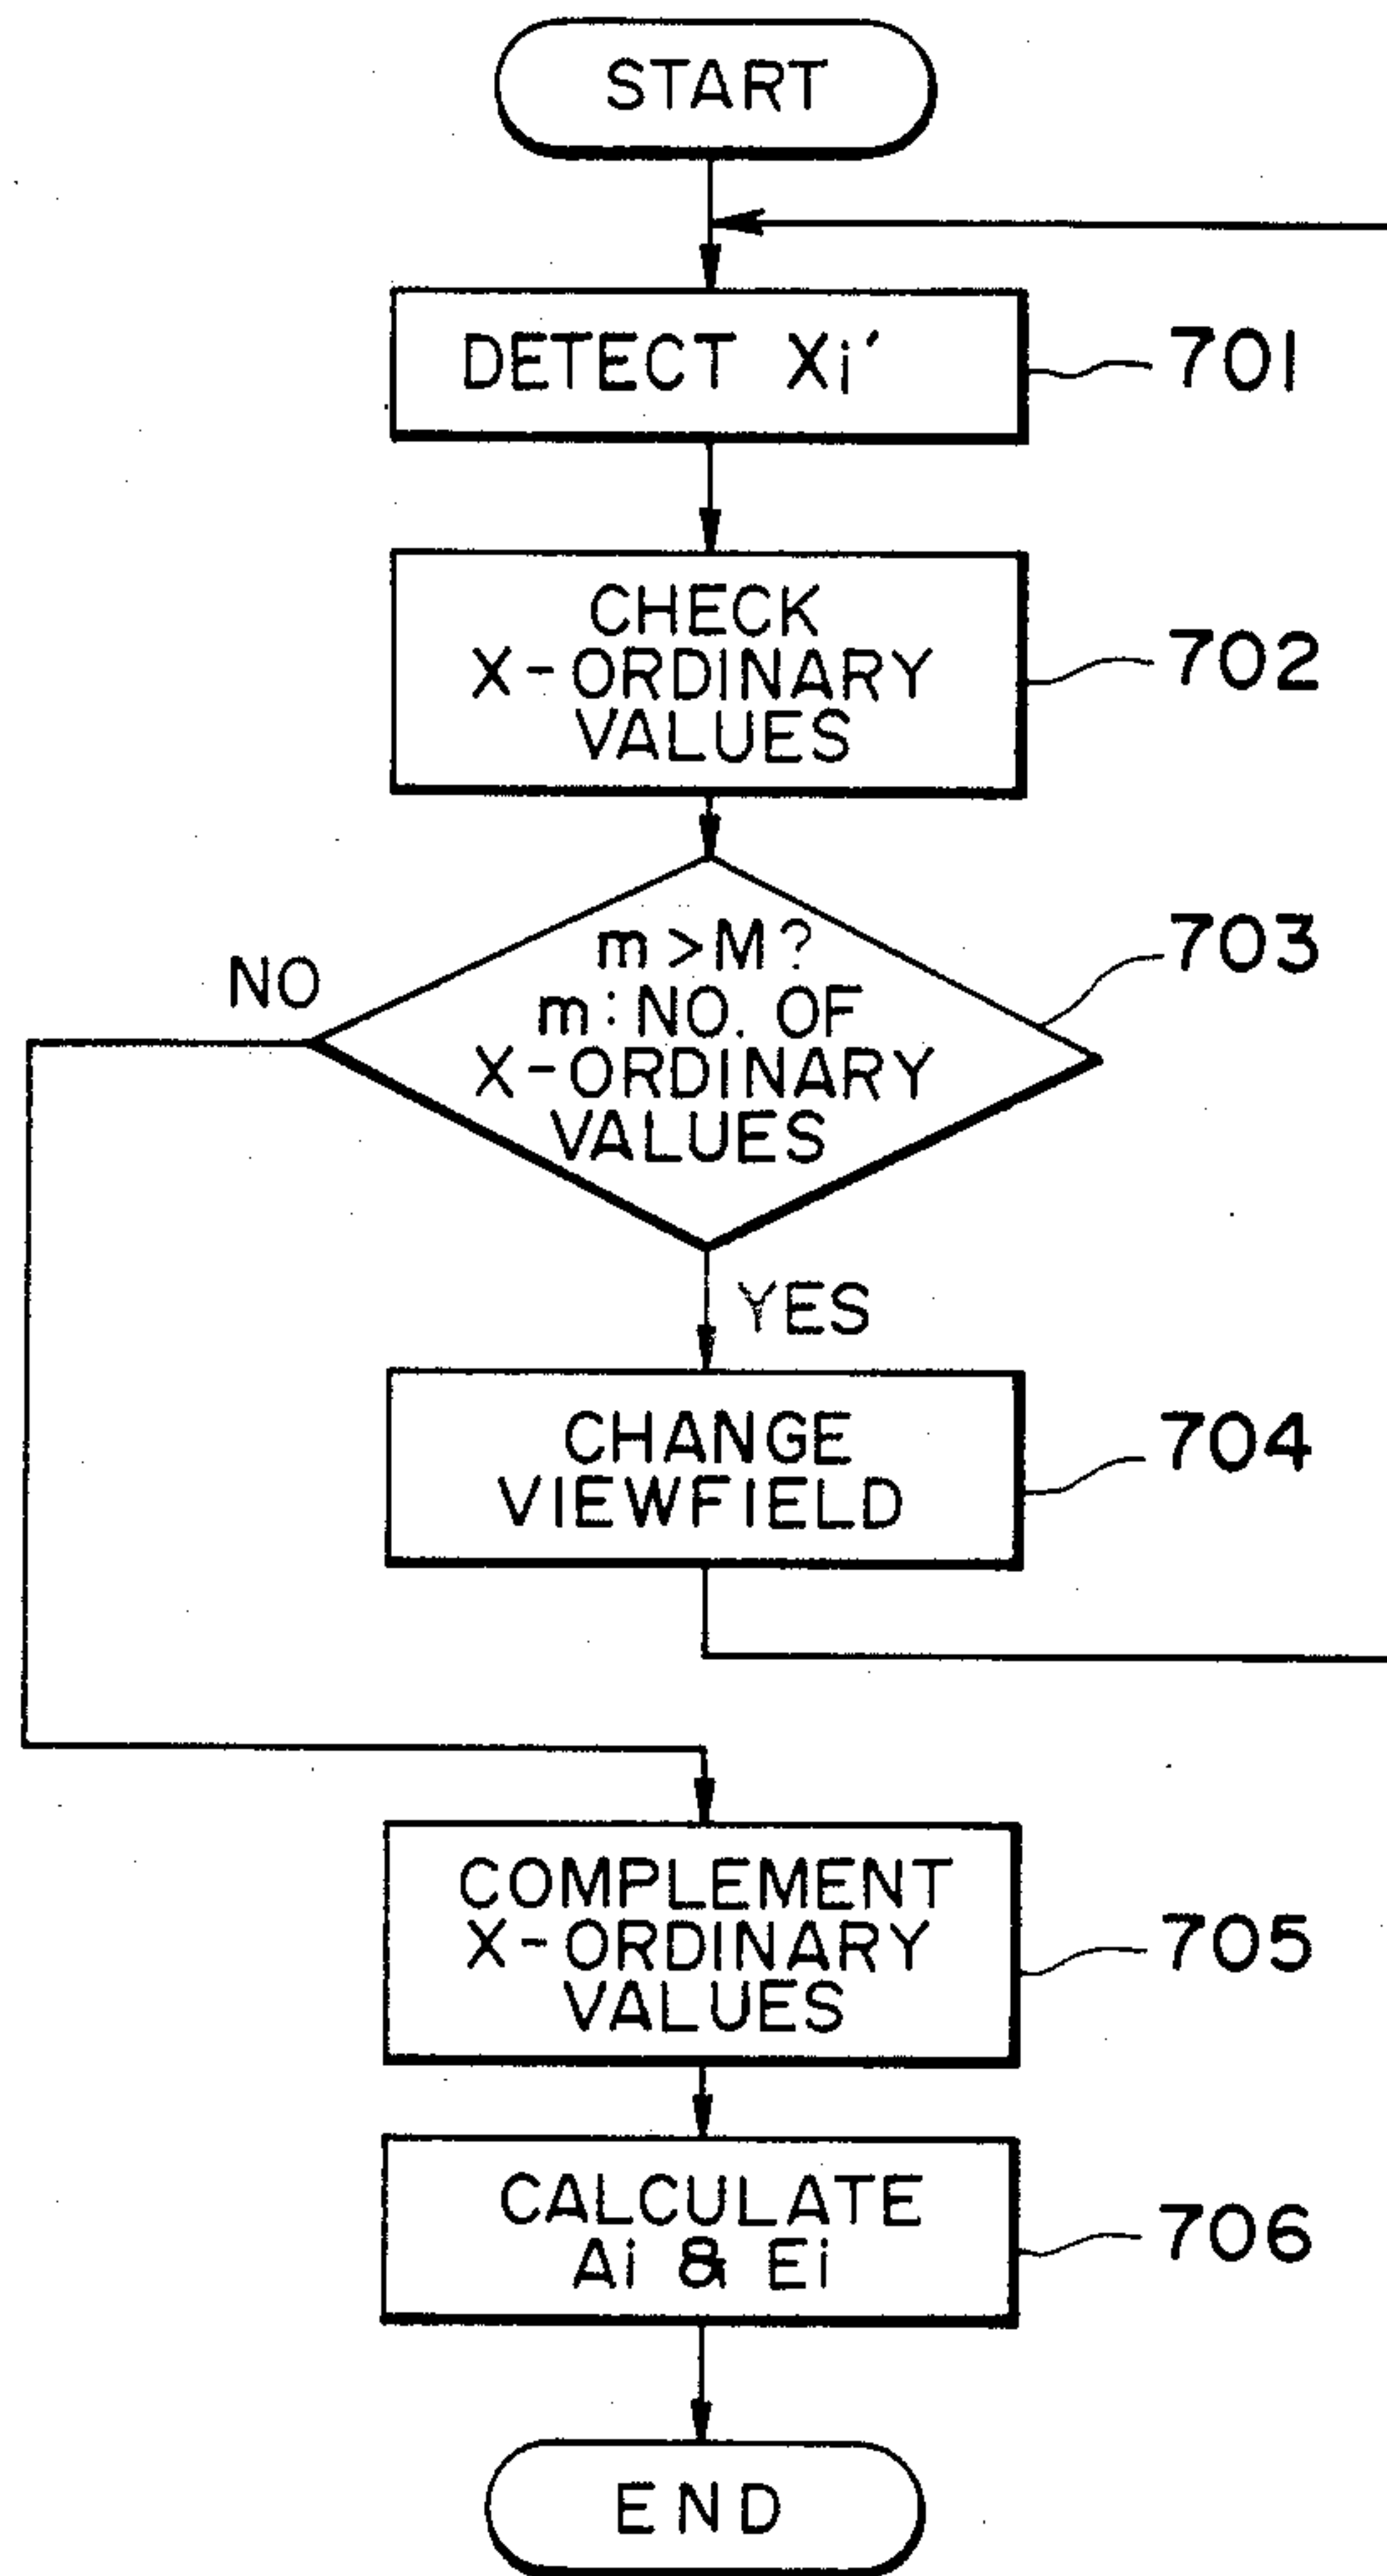 START
DETECT Xi'
701
CHECK
X-ORDINARY
VALUES
702
m>M?
m:NO. OF
X-ORDINARY
VALUES
703
NO
YES
CHANGE
VIEWFIELD
704
COMPLEMENT
X-ORDINARY
VALUES
705
CALCULATE
Ai & Ei
706
END